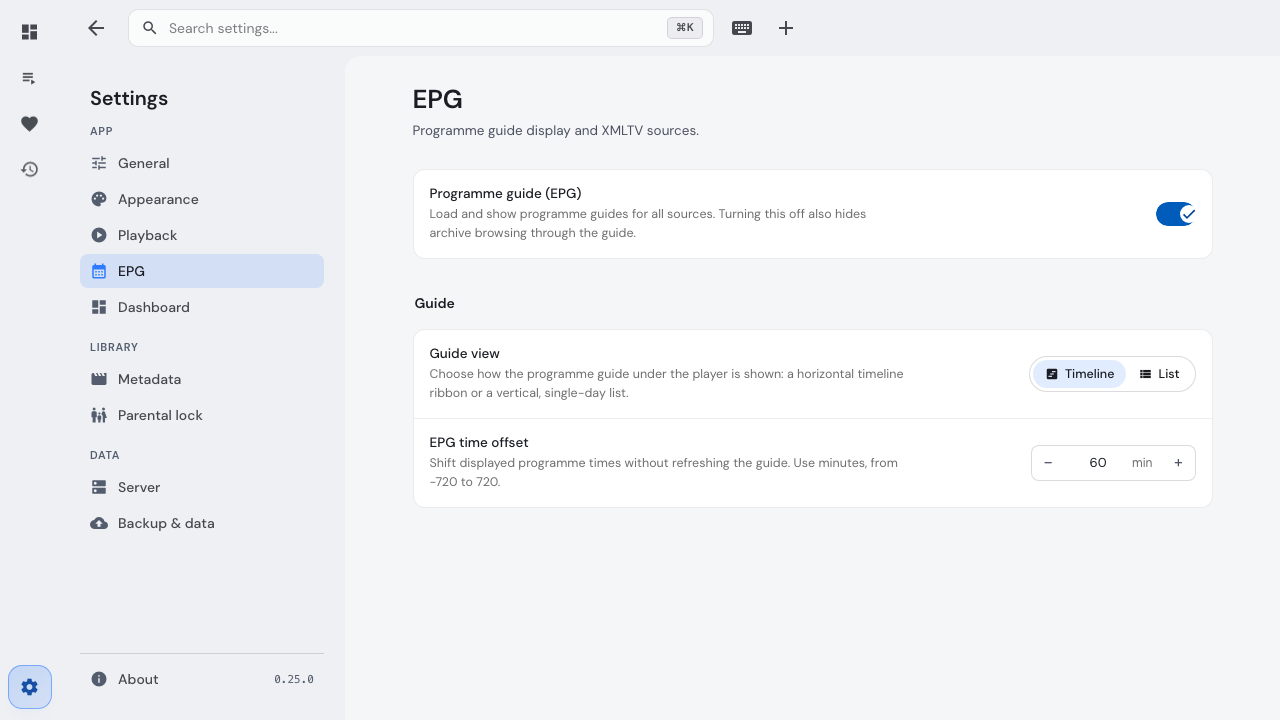 Search settings...
⌘K
Settings
APP
General
Appearance
Playback
EPG
Dashboard
LIBRARY
Metadata
Parental lock
DATA
Server
Backup & data
About
0.25.0
EPG
Programme guide display and XMLTV sources.
Programme guide (EPG)
Load and show programme guides for all sources. Turning this off also hides
archive browsing through the guide.
Guide
Guide view
Choose how the programme guide under the player is shown: a horizontal timeline
ribbon or a vertical, single-day list.
Timeline
List
EPG time offset
Shift displayed programme times without refreshing the guide. Use minutes, from
-720 to 720.
− 60 min +